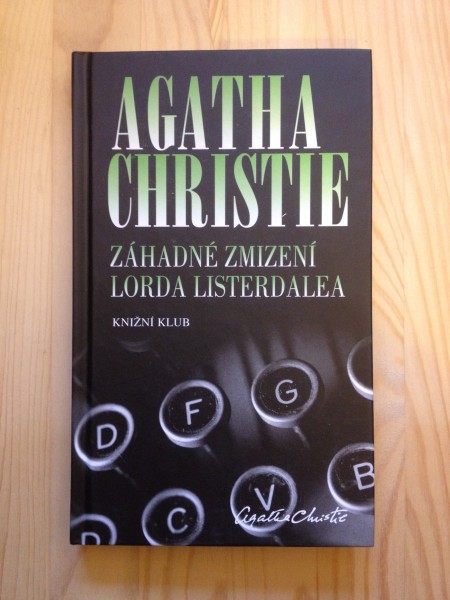 AGATHA
CHRISTIE
ZÁHADNÉ ZMIZENÍ
LORDA LISTERDALEA
KNIŽNÍ KLUB
D F G
C V B
Agatha Christie